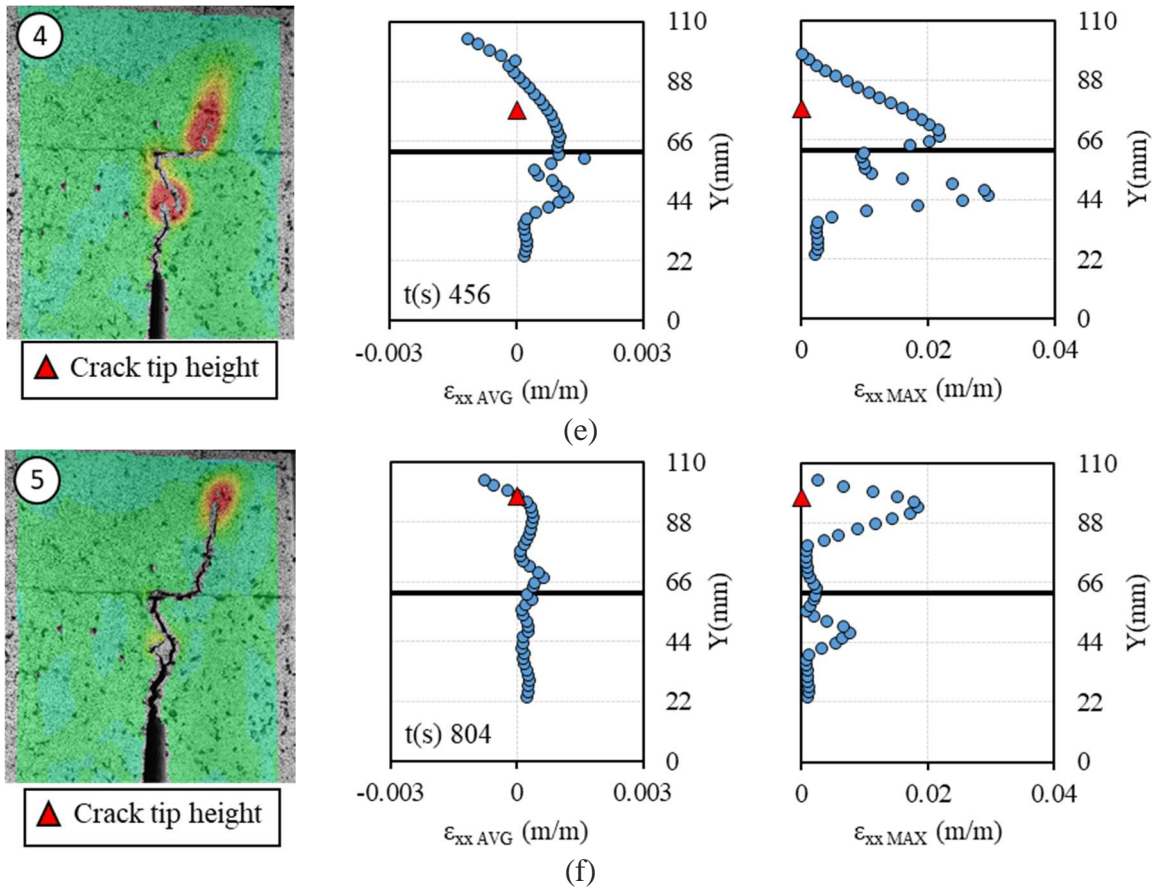 4
110
88
66
44
22
0
Y(mm)
t(s) 456
-0.003 0 0.003
εxx AVG (m/m)
110
88
66
44
22
0
Y(mm)
0 0.02 0.04
εxx MAX (m/m)
Crack tip height
(e)
5
110
88
66
44
22
0
Y(mm)
t(s) 804
-0.003 0 0.003
εxx AVG (m/m)
110
88
66
44
22
0
Y(mm)
0 0.02 0.04
εxx MAX (m/m)
Crack tip height
(f)